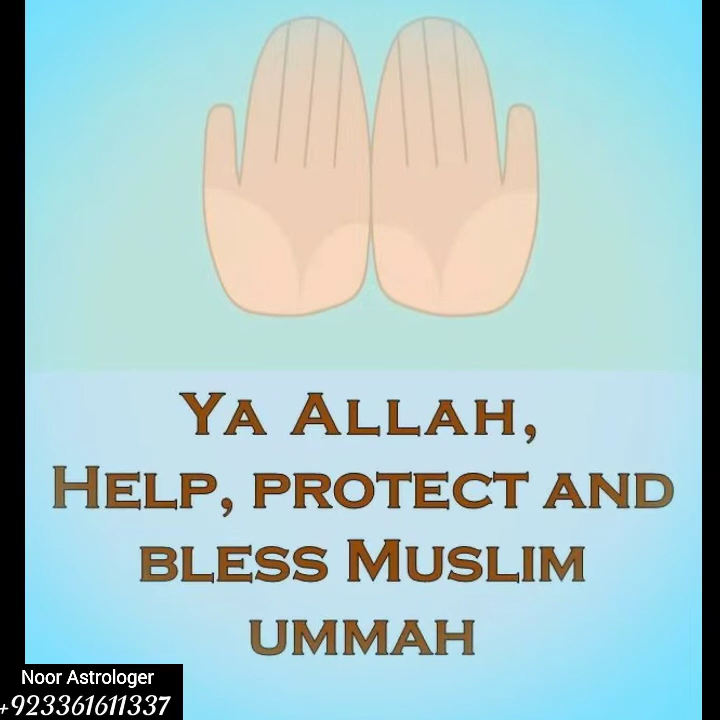 Ya Allah,
Help, protect and
bless Muslim
ummah
Noor Astrologer
+923361611337